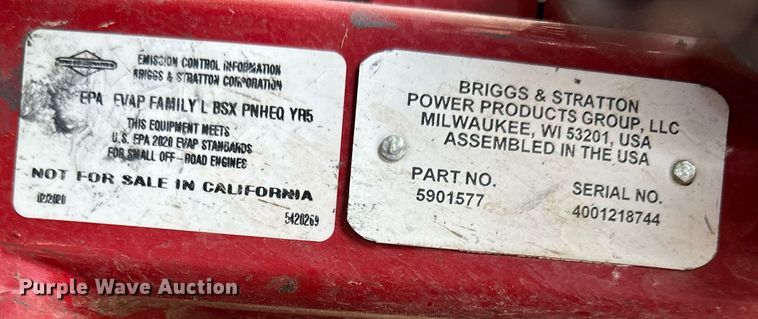 EMISSION CONTROL INFORMATION
BRIGGS & STRATTON CORPORATION
EPA EVAP FAMILY L BSX PNHEQ YR5
THIS EQUIPMENT MEETS
U.S. EPA 2020 EVAP STANDARDS
FOR SMALL OFF-ROAD ENGINES
NOT FOR SALE IN CALIFORNIA
02/2020
5420269
BRIGGS & STRATTON
POWER PRODUCTS GROUP, LLC
MILWAUKEE, WI 53201, USA
ASSEMBLED IN THE USA
PART NO.
5901577
SERIAL NO.
4001218744
Purple Wave Auction